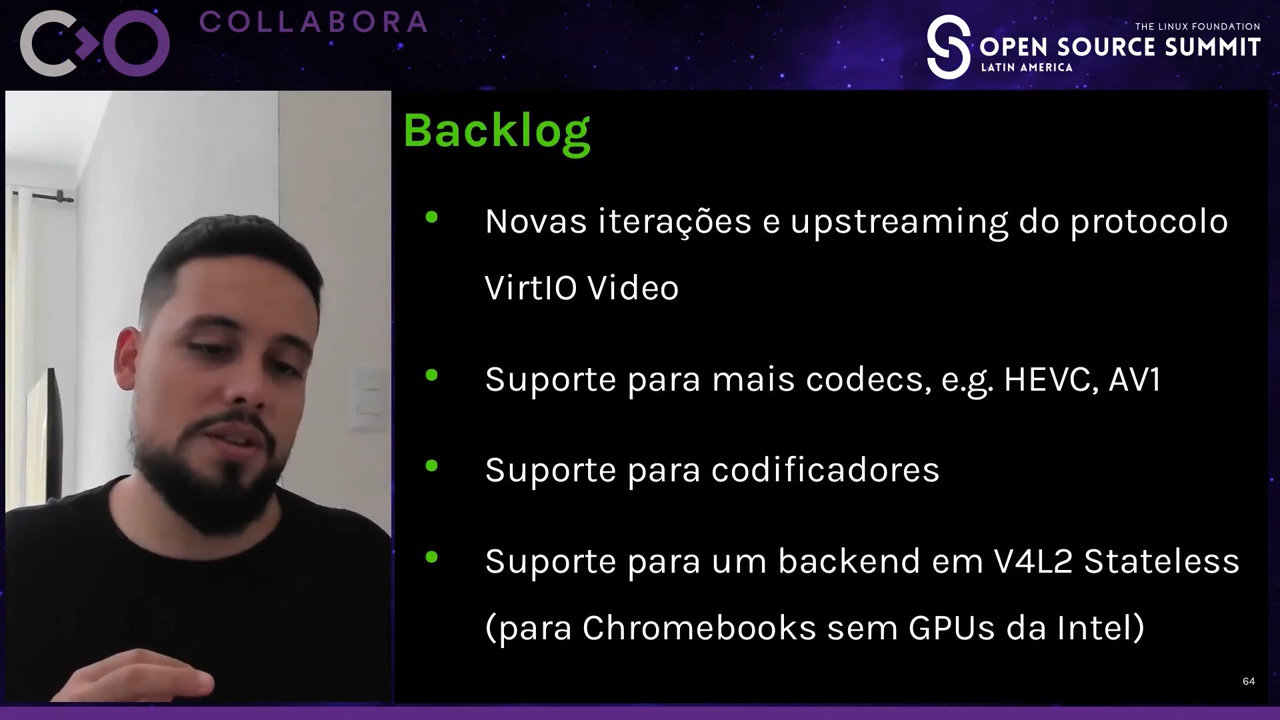 COLLABORA
THE LINUX FOUNDATION
OPEN SOURCE SUMMIT
LATIN AMERICA
Backlog
Novas iterações e upstreaming do protocolo
VirtIO Video
Suporte para mais codecs, e.g. HEVC, AV1
Suporte para codificadores
Suporte para um backend em V4L2 Stateless
(para Chromebooks sem GPUs da Intel)
64